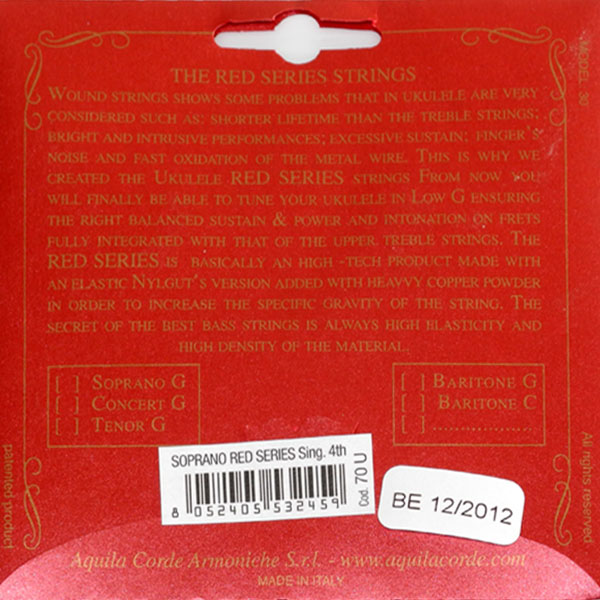 THE RED SERIES STRINGS
WOUND STRINGS SHOWS SOME PROBLEMS THAT IN UKULELE ARE VERY
CONSIDERED SUCH AS: SHORTER LIFETIME THAN THE TREBLE STRINGS;
BRIGHT AND INTRUSIVE PERFORMANCES; EXCESSIVE SUSTAIN; FINGER'S
NOISE AND FAST OXIDATION OF THE METAL WIRE. THIS IS WHY WE
CREATED THE UKULELE RED SERIES STRINGS FROM NOW YOU
WILL FINALLY BE ABLE TO TUNE YOUR UKULELE IN LOW G ENSURING
THE RIGHT BALANCED SUSTAIN & POWER AND INTONATION ON FRETS
FULLY INTEGRATED WITH THAT OF THE UPPER TREBLE STRINGS. THE
RED SERIES IS BASICALLY AN HIGH -TECH PRODUCT MADE WITH
AN ELASTIC NYLGUT'S VERSION ADDED WITH HEAVVY COPPER POWDER
IN ORDER TO INCREASE THE SPECIFIC GRAVITY OF THE STRING. THE
SECRET OF THE BEST BASS STRINGS IS ALWAYS HIGH ELASTICITY AND
HIGH DENSITY OF THE MATERIAL.
[ ] SOPRANO G
[ ] CONCERT G
[ ] TENOR G
[ ] BARITONE G
[ ] BARITONE C
[ ] ....................
SOPRANO RED SERIES Sing. 4th
8 052405 532459
Cod. 70 U
BE 12/2012
Aquila Corde Armoniche S.r.l. - www.aquilacorde.com
MADE IN ITALY
MODEL 30
patented product
All rights reserved